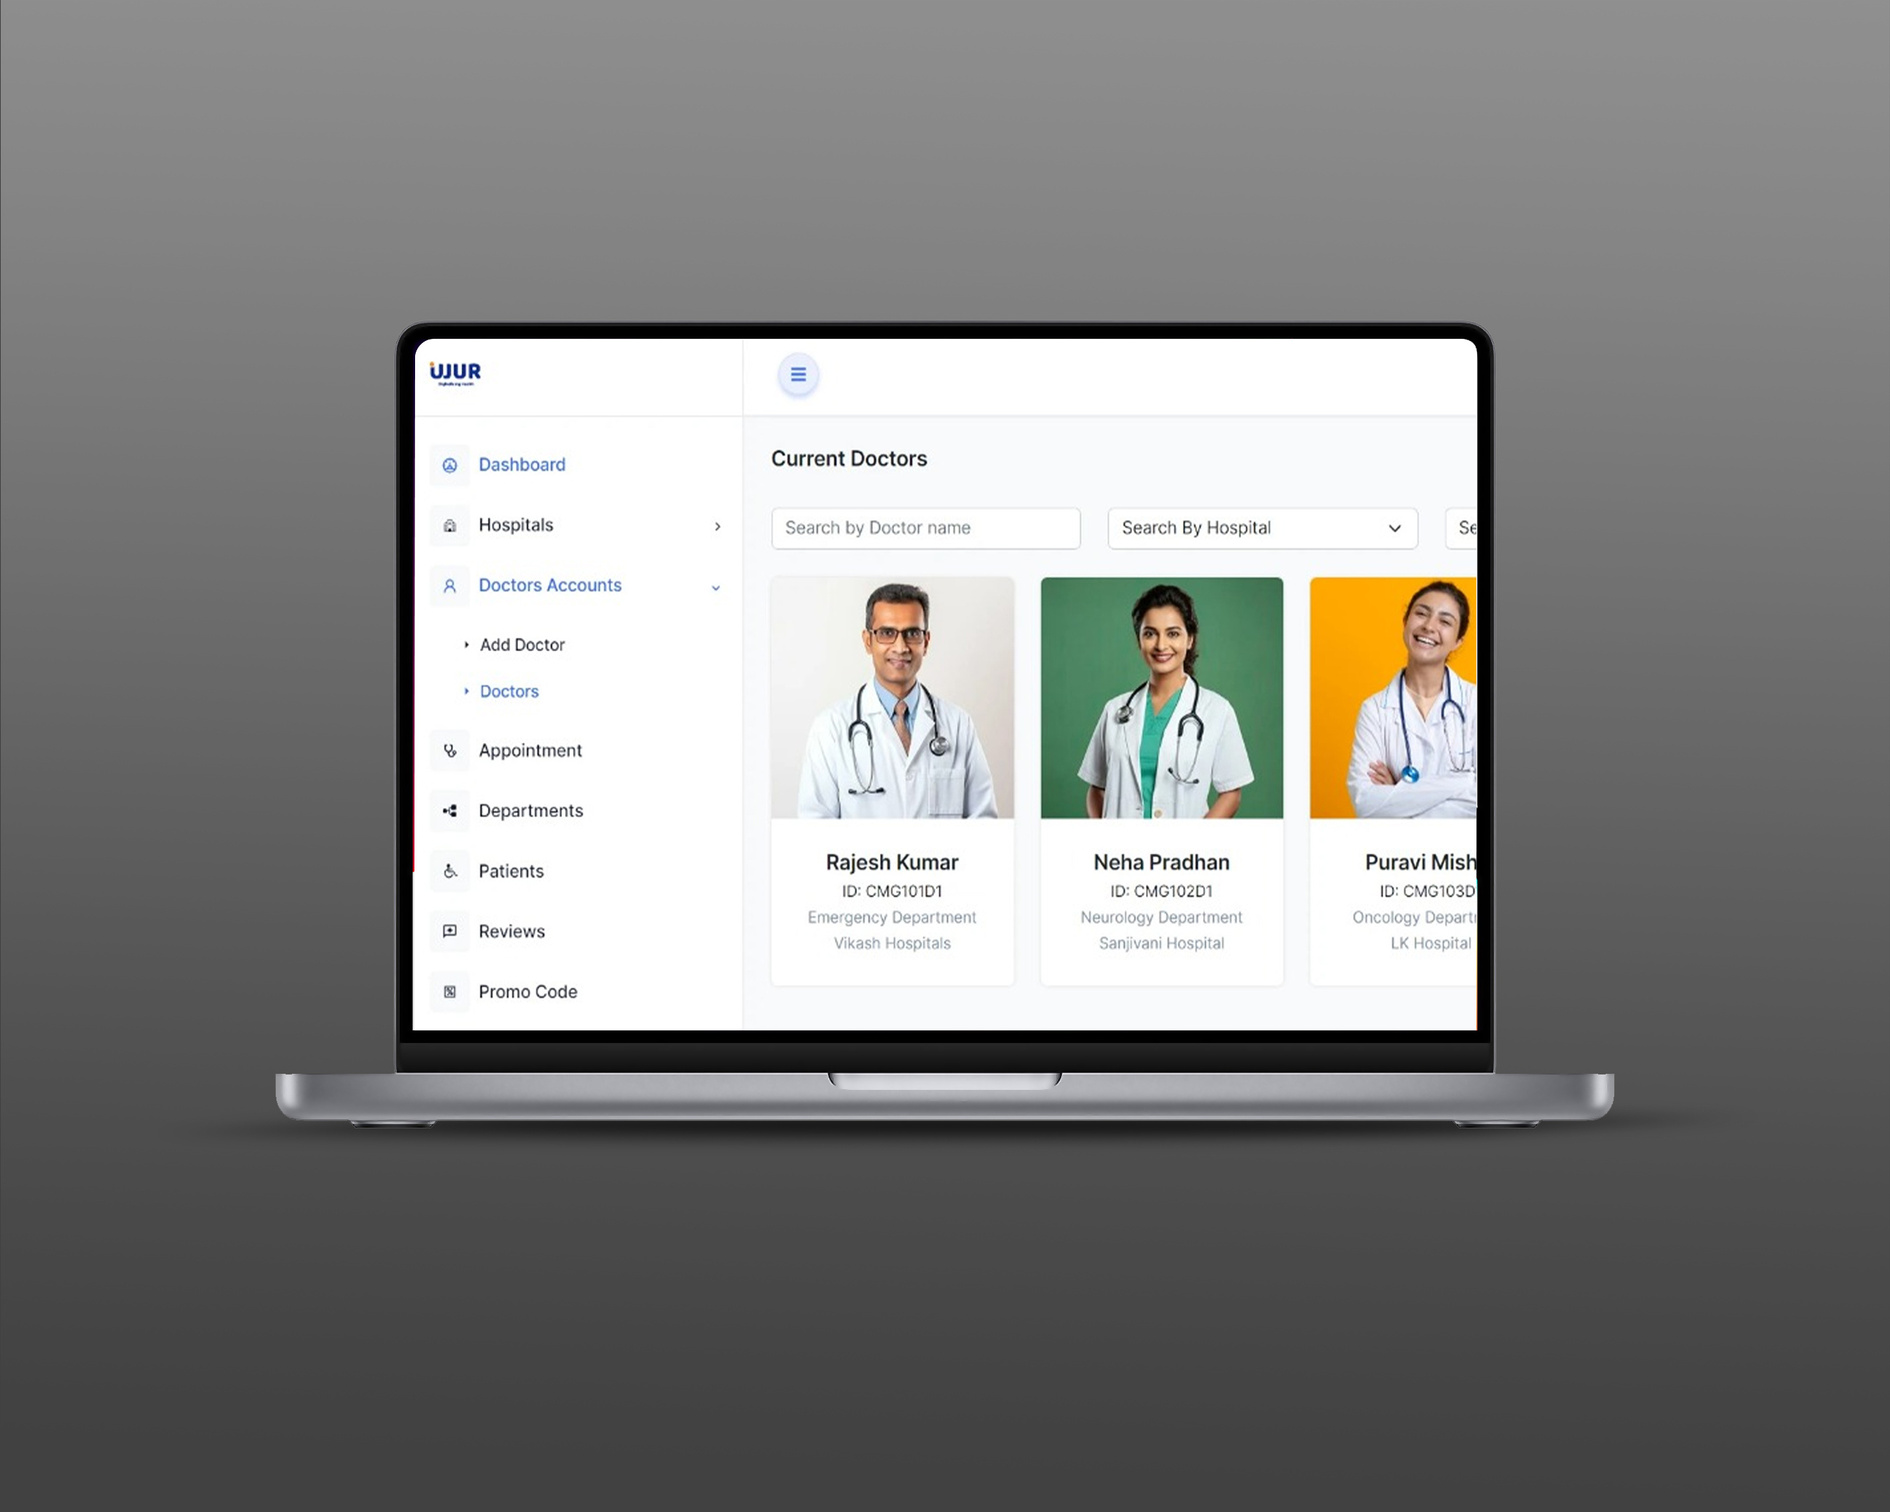 UJUR
Dashboard
Hospitals
Doctors Accounts
Add Doctor
Doctors
Appointment
Departments
Patients
Reviews
Promo Code
Current Doctors
Search by Doctor name
Search By Hospital
Se
Rajesh Kumar
ID: CMG101D1
Emergency Department
Vikash Hospitals
Neha Pradhan
ID: CMG102D1
Neurology Department
Sanjivani Hospital
Puravi Mish
ID: CMG103D
Oncology Depart
LK Hospital